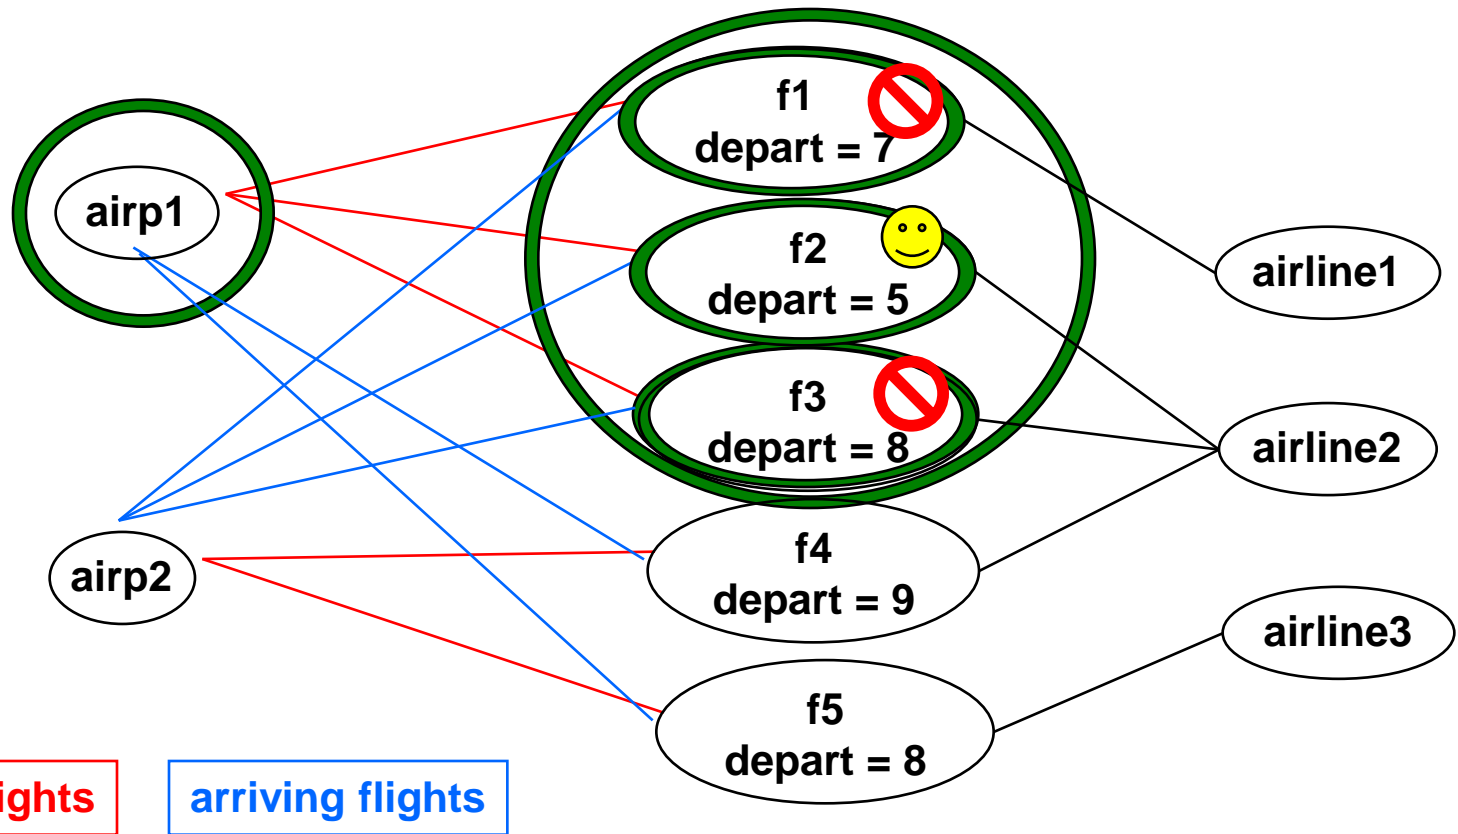 airp1
airp2
f1
depart = 7
f2
depart = 5
f3
depart = 8
f4
depart = 9
f5
depart = 8
airline1
airline2
airline3
arriving flights